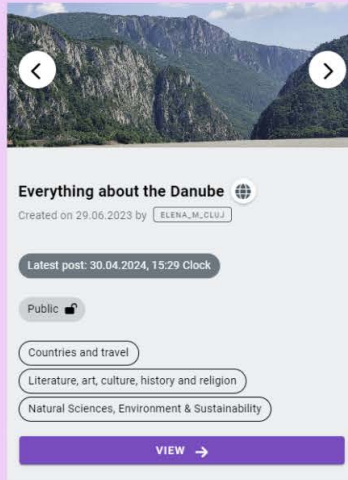 Everything about the Danube
Created on 29.06.2023 by ELENA_M_CLUJ
Latest post: 30.04.2024, 15:29 Clock
Public
Countries and travel
Literature, art, culture, history and religion
Natural Sciences, Environment & Sustainability
VIEW